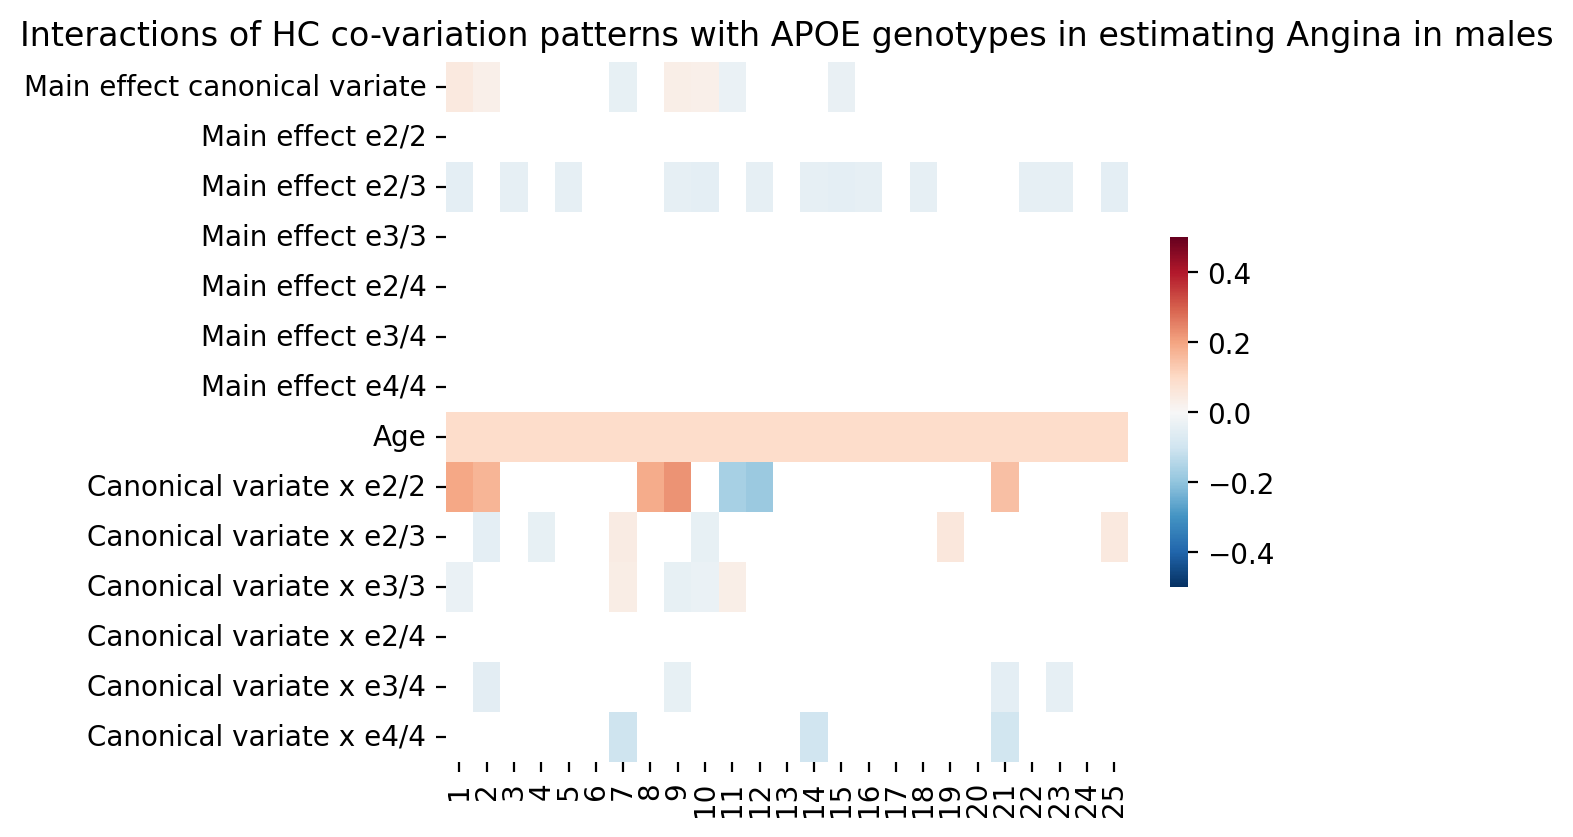 Interactions of HC co-variation patterns with APOE genotypes in estimating Angina in males
Main effect canonical variate
Main effect e2/2
Main effect e2/3
Main effect e3/3
Main effect e2/4
Main effect e3/4
Main effect e4/4
Age
Canonical variate x e2/2
Canonical variate x e2/3
Canonical variate x e3/3
Canonical variate x e2/4
Canonical variate x e3/4
Canonical variate x e4/4
1 2 3 4 5 6 7 8 9 10 11 12 13 14 15 16 17 18 19 20 21 22 23 24 25
0.4
0.2
0.0
−0.2
−0.4